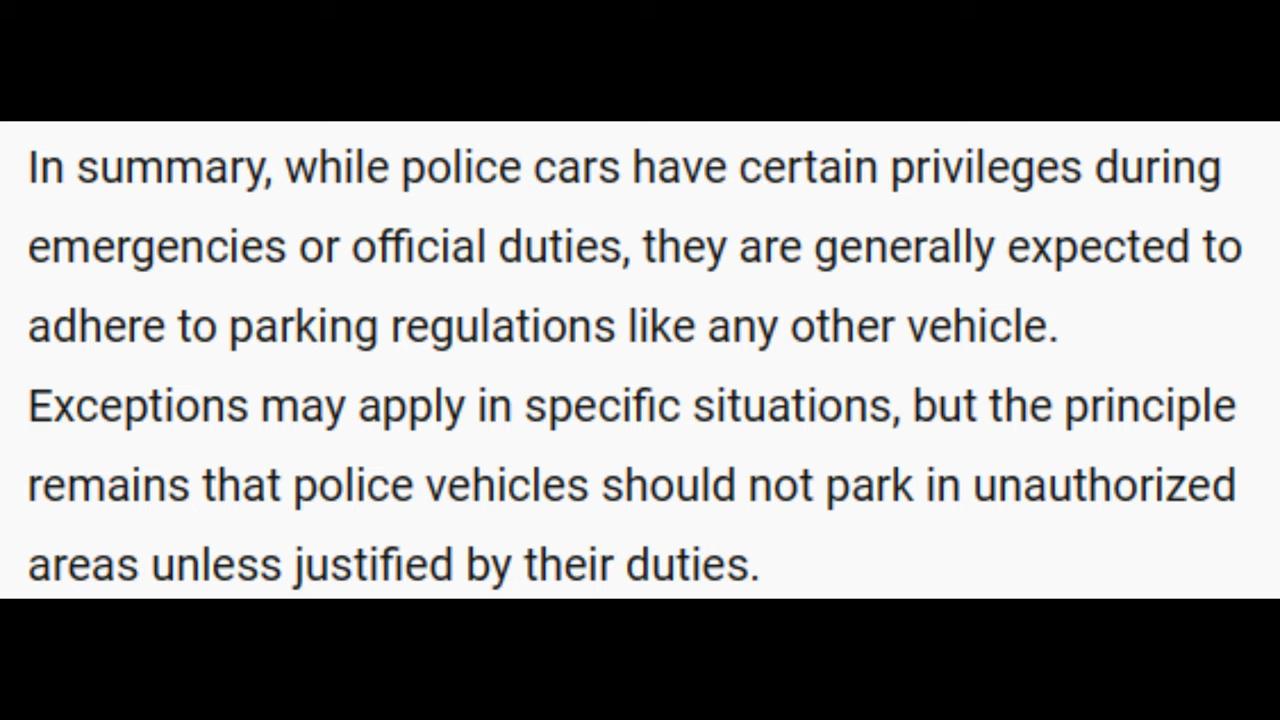 In summary, while police cars have certain privileges during
emergencies or official duties, they are generally expected to
adhere to parking regulations like any other vehicle.
Exceptions may apply in specific situations, but the principle
remains that police vehicles should not park in unauthorized
areas unless justified by their duties.